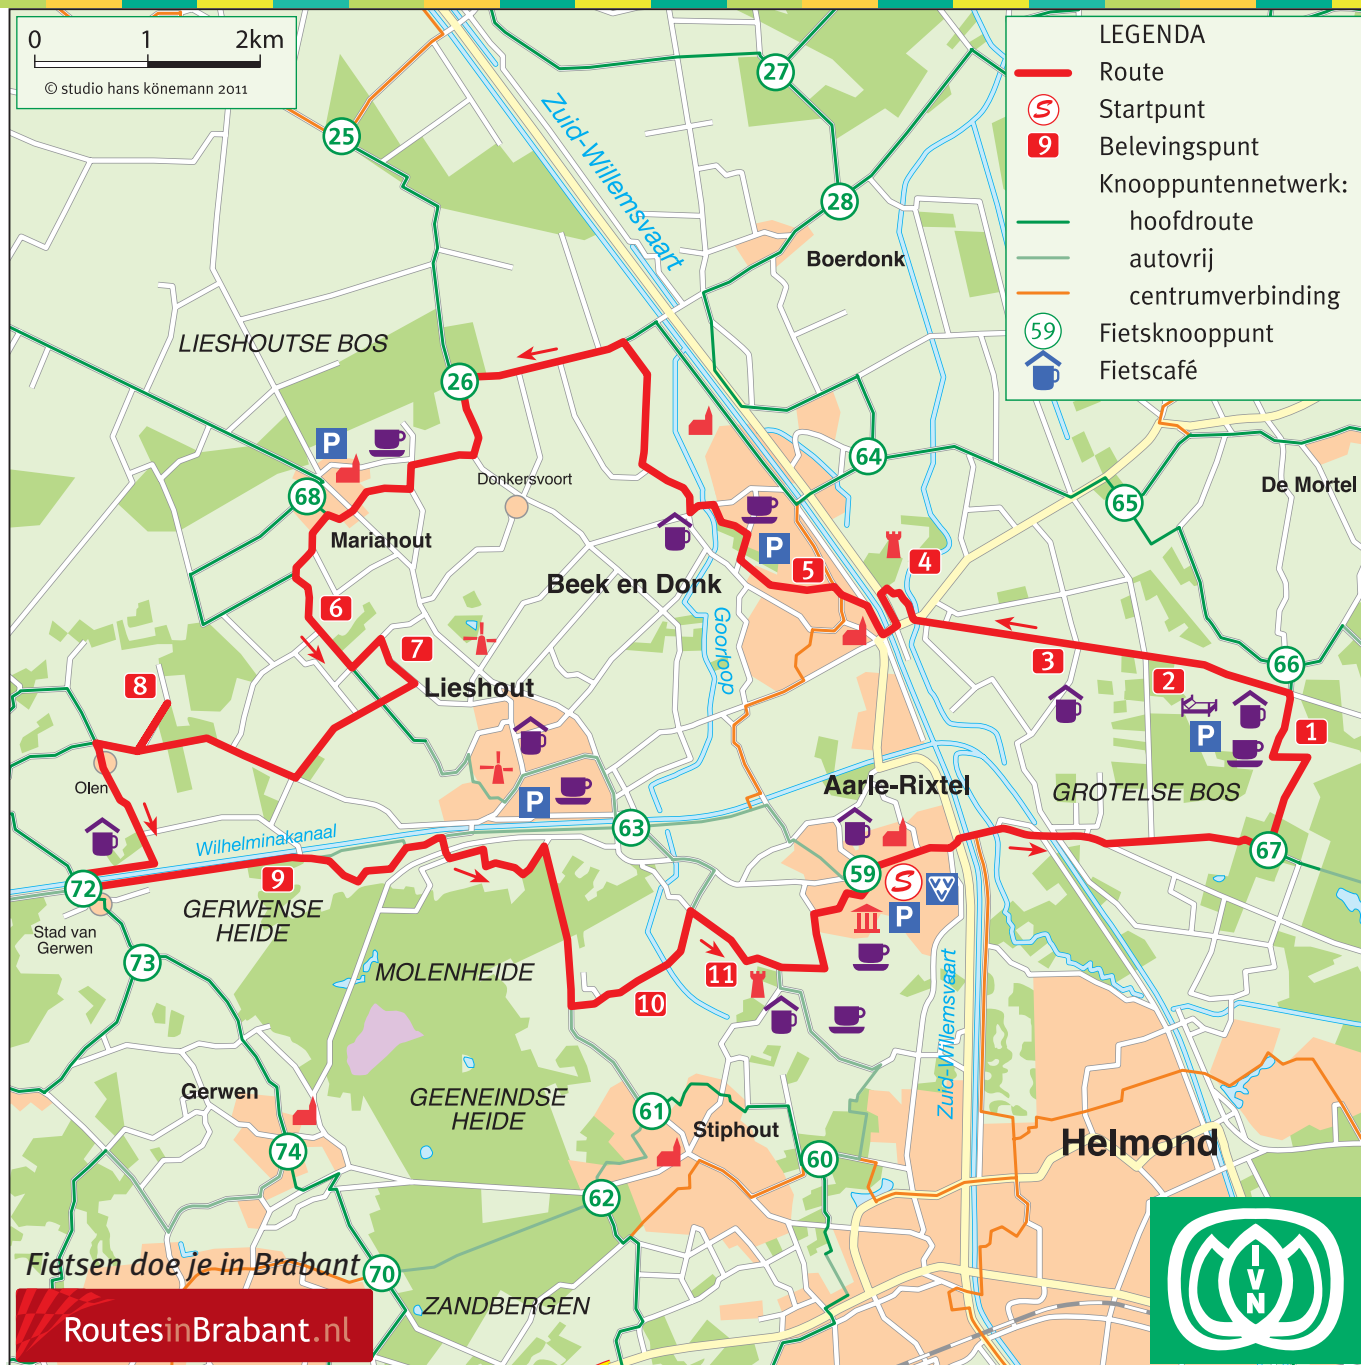 0 1 2km
© studio hans könemann 2011
LEGENDA
Route
S Startpunt
9 Belevingspunt
Knooppuntennetwerk:
hoofdroute
autovrij
centrumverbinding
59 Fietsknooppunt
Fietscafé
27
25
Zuid-Willemsvaart
28
Boerdonk
LIESHOUTSE BOS
26
P
64
Donkersvoort
De Mortel
68
65
Mariahout
P
5
4
Beek en Donk
6
7
Goorloop
3
66
2
8
Lieshout
1
P
Olen
Aarle-Rixtel
GROTELSE BOS
P
63
Wilhelminakanaal
67
59
S
VVV
72
9
P
GERWENSE
HEIDE
Stad van
Gerwen
73
MOLENHEIDE
11
10
Zuid-Willemsvaart
Gerwen
GEENEINDSE
HEIDE
61
Stiphout
Helmond
74
60
62
Fietsen doe je in Brabant
70
ZANDBERGEN
RoutesinBrabant.nl
IVN